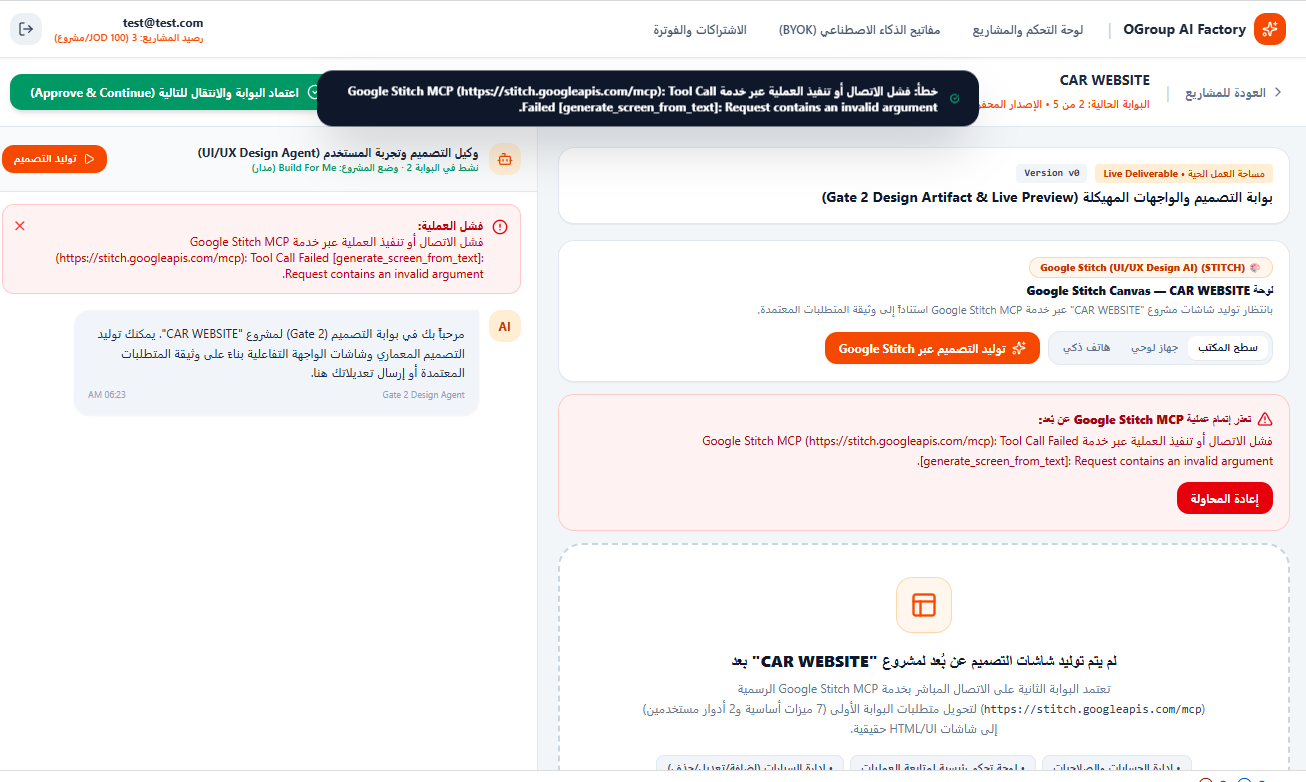 OGroup AI Factory
لوحة التحكم والمشاريع
مفاتيح الذكاء الاصطناعي (BYOK)
الاشتراكات والفوترة
test@test.com
رصيد المشاريع: 3 (100 JOD/مشروع)
العودة للمشاريع
CAR WEBSITE
البوابة الحالية: 2 من 5 • الإصدار
خطأ: فشل الاتصال أو تنفيذ العملية عبر خدمة Google Stitch MCP (https://stitch.googleapis.com/mcp): Tool Call
Failed [generate_screen_from_text]: Request contains an invalid argument.
اعتماد البوابة والانتقال للتالية (Approve & Continue)
مساحة العمل الحية • Live Deliverable
Version v0
بوابة التصميم والواجهات المهيكلة (Gate 2 Design Artifact & Live Preview)
Google Stitch (UI/UX Design AI) (STITCH)
لوحة Google Stitch Canvas — CAR WEBSITE
بانتظار توليد شاشات مشروع "CAR WEBSITE" عبر خدمة Google Stitch MCP استناداً إلى وثيقة المتطلبات المعتمدة.
سطح المكتب
جهاز لوحي
هاتف ذكي
توليد التصميم عبر Google Stitch
تعذر إتمام عملية Google Stitch MCP عن بُعد:
فشل الاتصال أو تنفيذ العملية عبر خدمة Google Stitch MCP (https://stitch.googleapis.com/mcp): Tool Call Failed
[generate_screen_from_text]: Request contains an invalid argument.
إعادة المحاولة
لم يتم توليد شاشات التصميم عن بُعد لمشروع "CAR WEBSITE" بعد
تعتمد البوابة الثانية على الاتصال المباشر بخدمة Google Stitch MCP الرسمية
(https://stitch.googleapis.com/mcp) لتحويل متطلبات البوابة الأولى (7 ميزات أساسية و2 أدوار مستخدمين)
إلى شاشات HTML/UI حقيقية.
• إدارة الحسابات والصلاحيات
• لوحة تحكم رئيسية لمتابعة العمليات
• إدارة السيارات (إضافة/تعديل/حذف)
وكيل التصميم وتجربة المستخدم (UI/UX Design Agent)
نشط في البوابة 2 · وضع المشروع: Build For Me (مدار)
توليد التصميم
فشل العملية:
فشل الاتصال أو تنفيذ العملية عبر خدمة Google Stitch MCP
(https://stitch.googleapis.com/mcp): Tool Call Failed [generate_screen_from_text]:
Request contains an invalid argument.
AI
مرحباً بك في بوابة التصميم (Gate 2) لمشروع "CAR WEBSITE". يمكنك توليد
التصميم المعماري وشاشات الواجهة التفاعلية بناء على وثيقة المتطلبات
المعتمدة أو إرسال تعديلاتك هنا.
Gate 2 Design Agent
06:23 AM